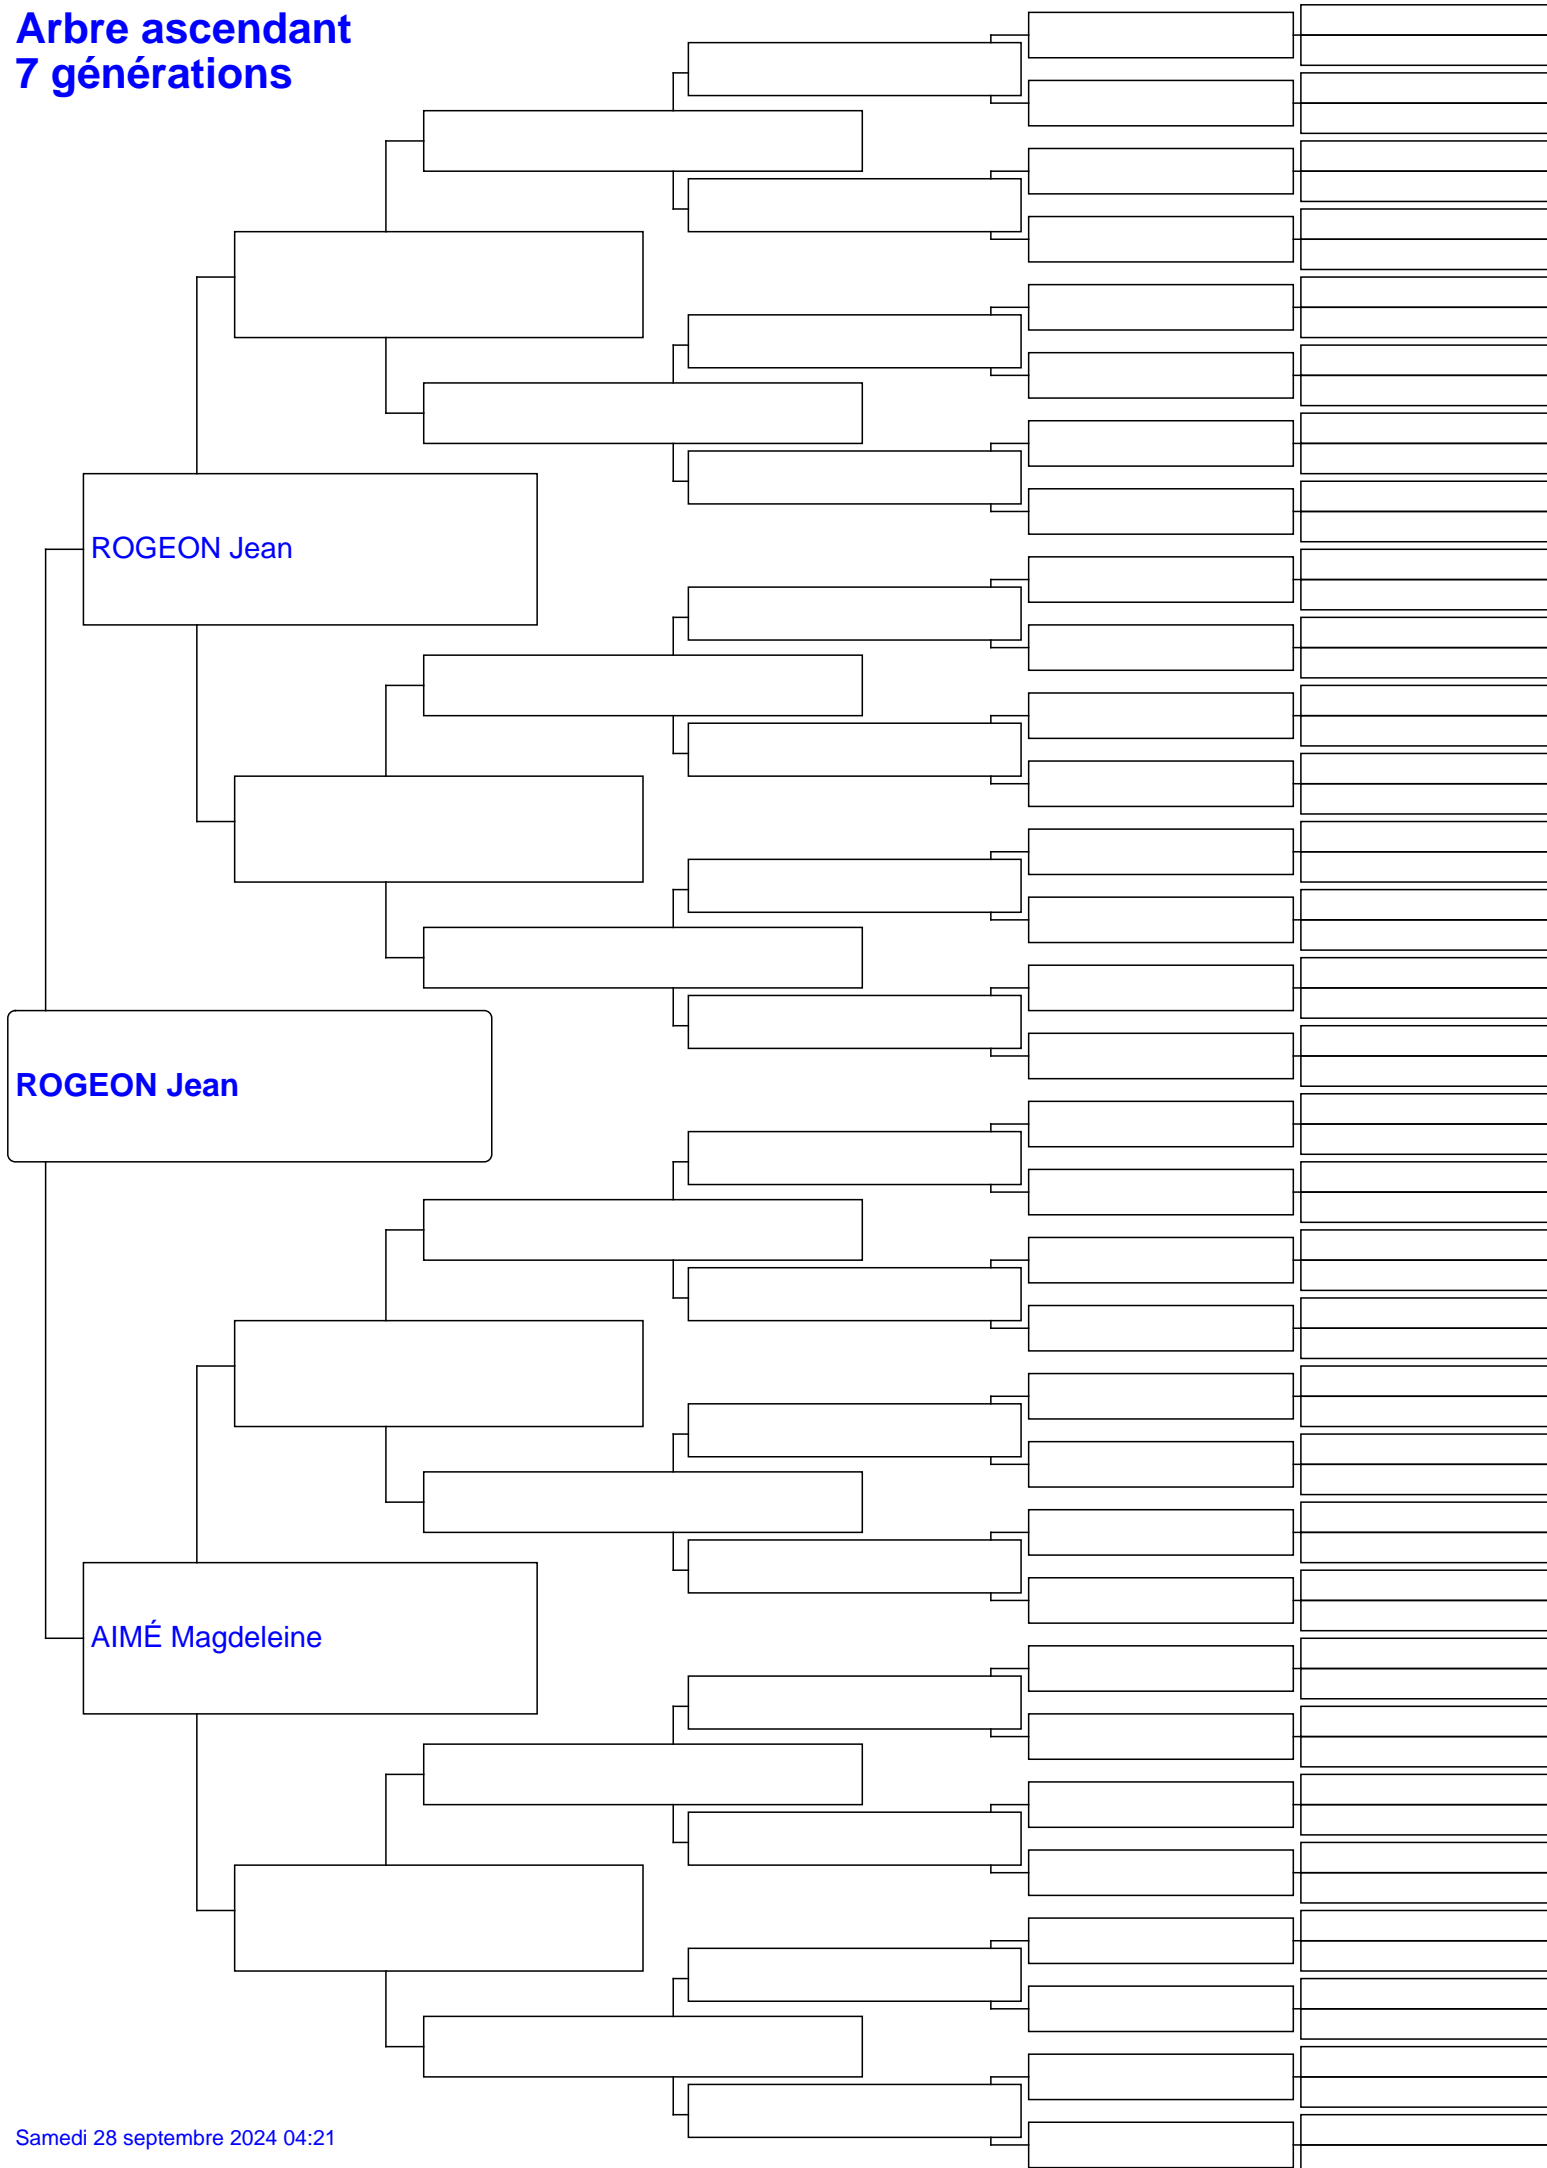 Arbre ascendant
7 générations
ROGEON Jean
ROGEON Jean
AIMÉ Magdeleine
Samedi 28 septembre 2024 04:21